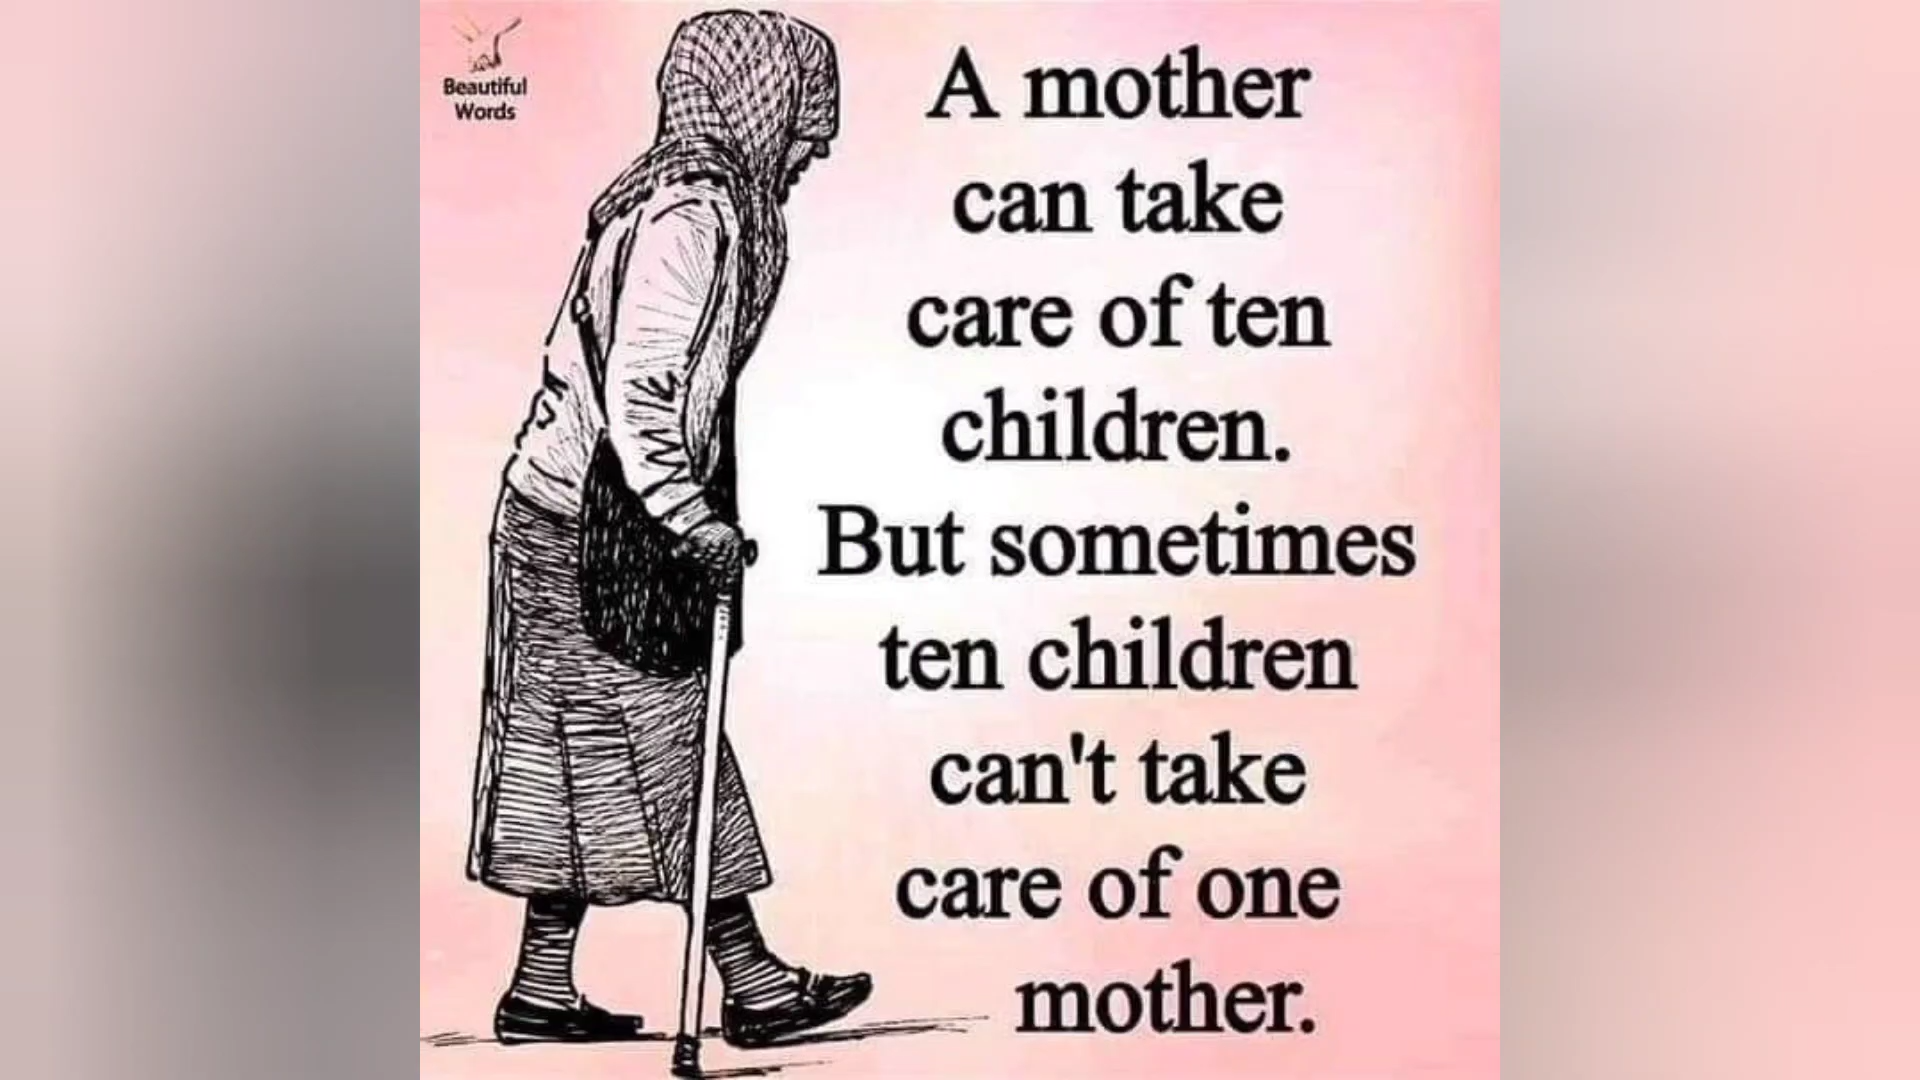 Beautiful
Words
A mother
can take
care of ten
children.
But sometimes
ten children
can't take
care of one
mother.